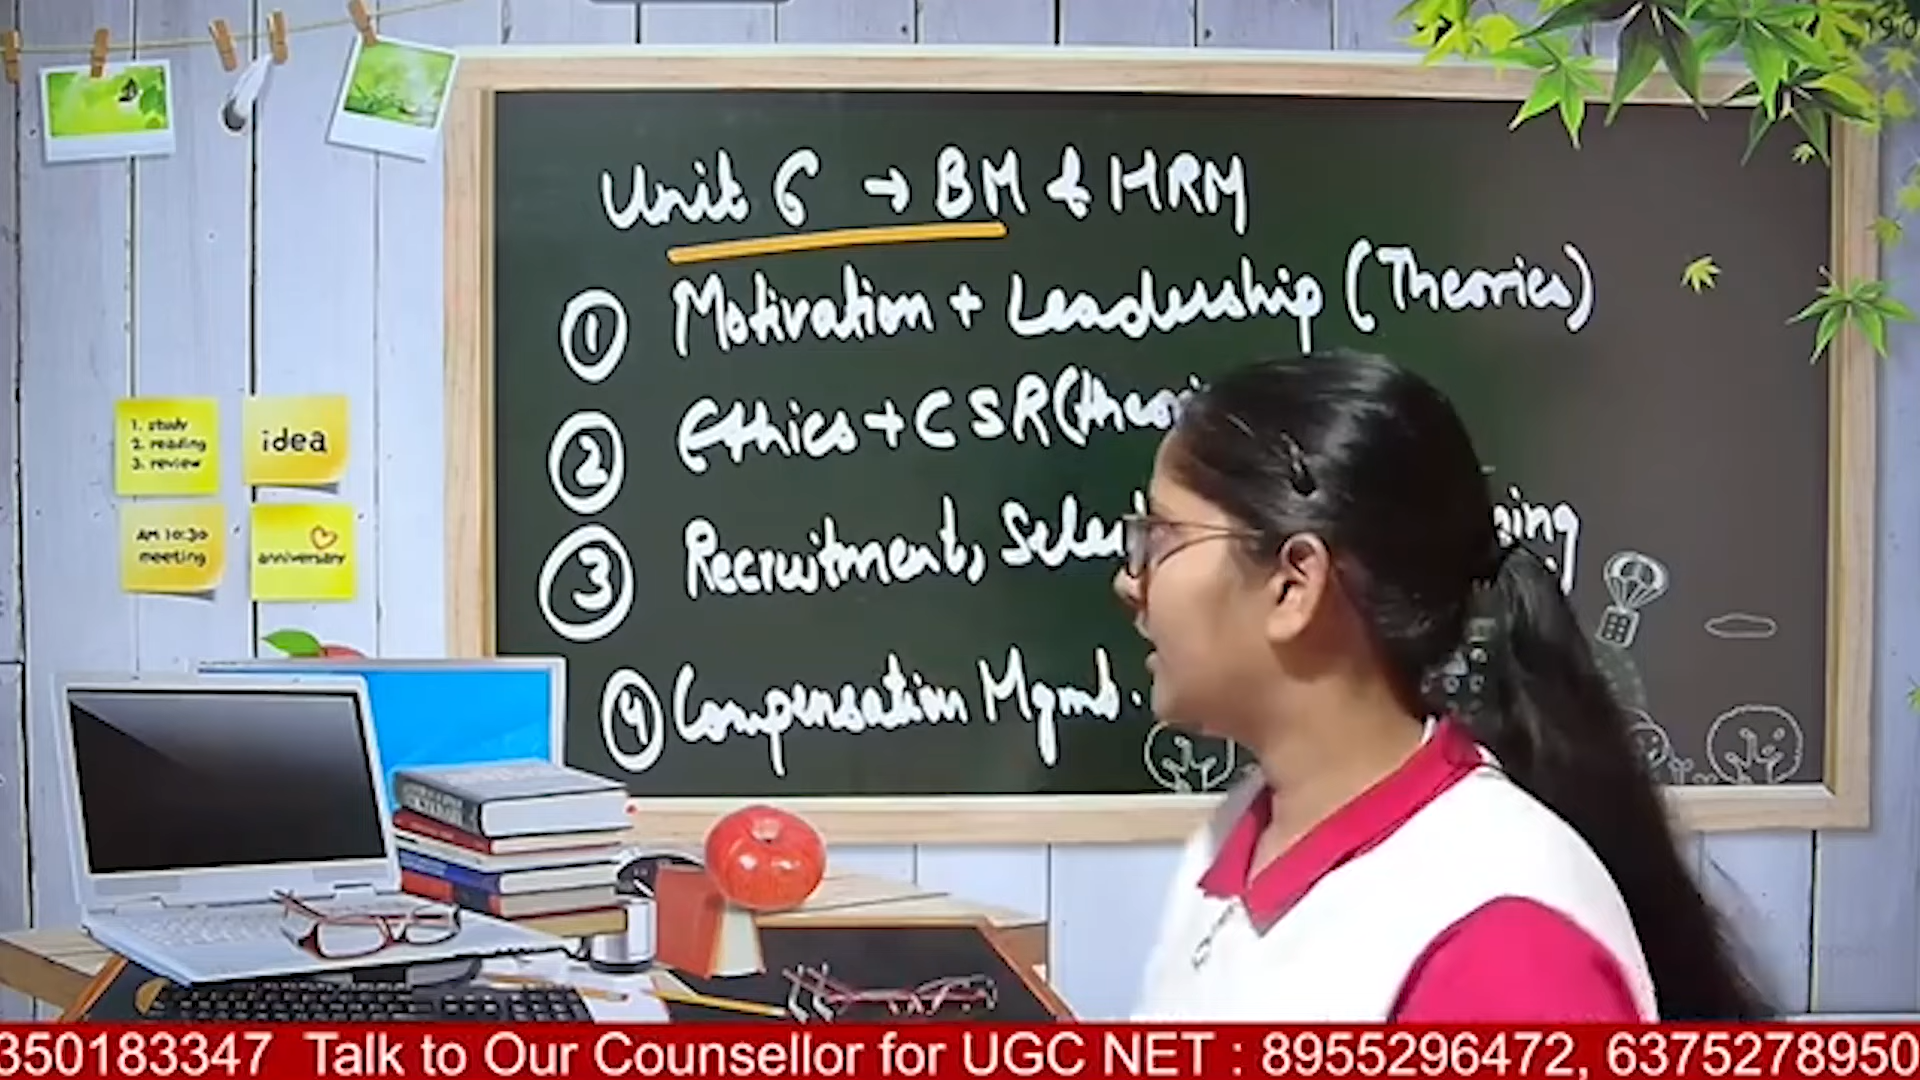 Unit 6 → BM & HRM
① Motivation + Leadership (Theories)
② Ethics + CSR (theori
③ Recruitment, Selec
④ Compensation Mgmt.
1. study
2. reading
3. review
idea
AM 10:30
meeting
anniversary
350183347 Talk to Our Counsellor for UGC NET : 8955296472, 6375278950